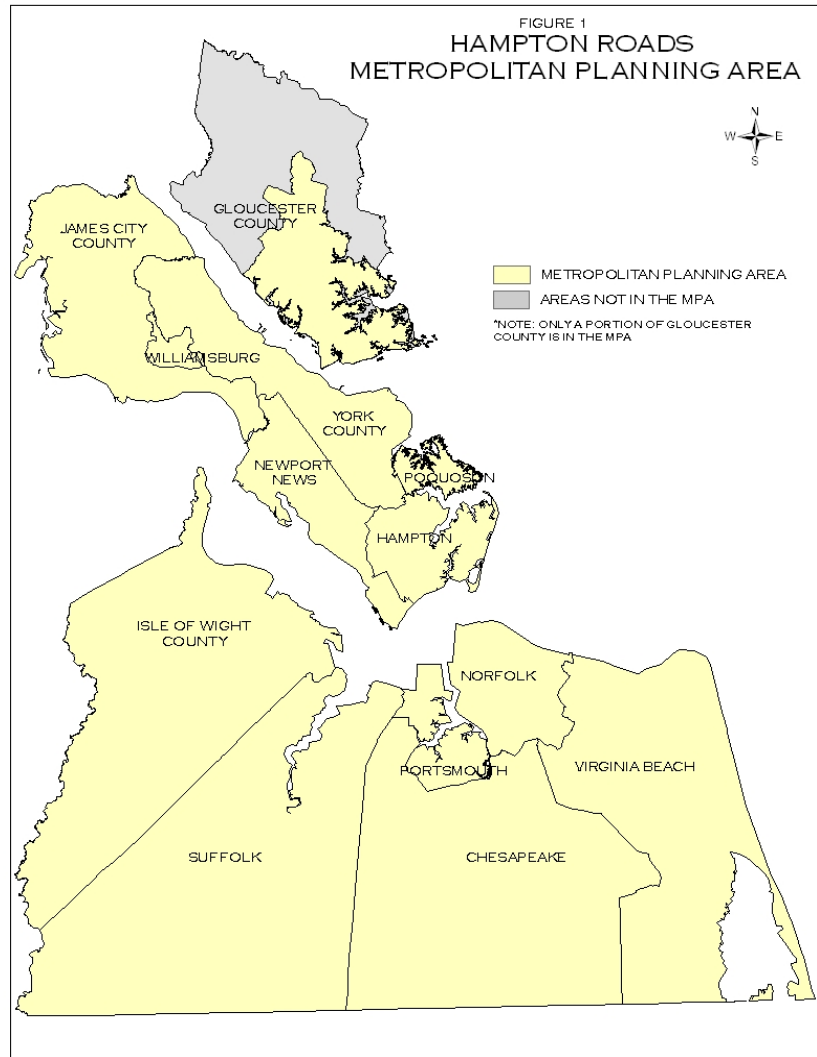 FIGURE 1
HAMPTON ROADS
METROPOLITAN PLANNING AREA
N
W E
S
GLOUCESTER
COUNTY
JAMES CITY
COUNTY
METROPOLITAN PLANNING AREA
AREAS NOT IN THE MPA
*NOTE: ONLY A PORTION OF GLOUCESTER
COUNTY IS IN THE MPA
WILLIAMSBURG
YORK
COUNTY
NEWPORT
NEWS
POQUOSON
HAMPTON
ISLE OF WIGHT
COUNTY
NORFOLK
PORTSMOUTH
VIRGINIA BEACH
SUFFOLK
CHESAPEAKE